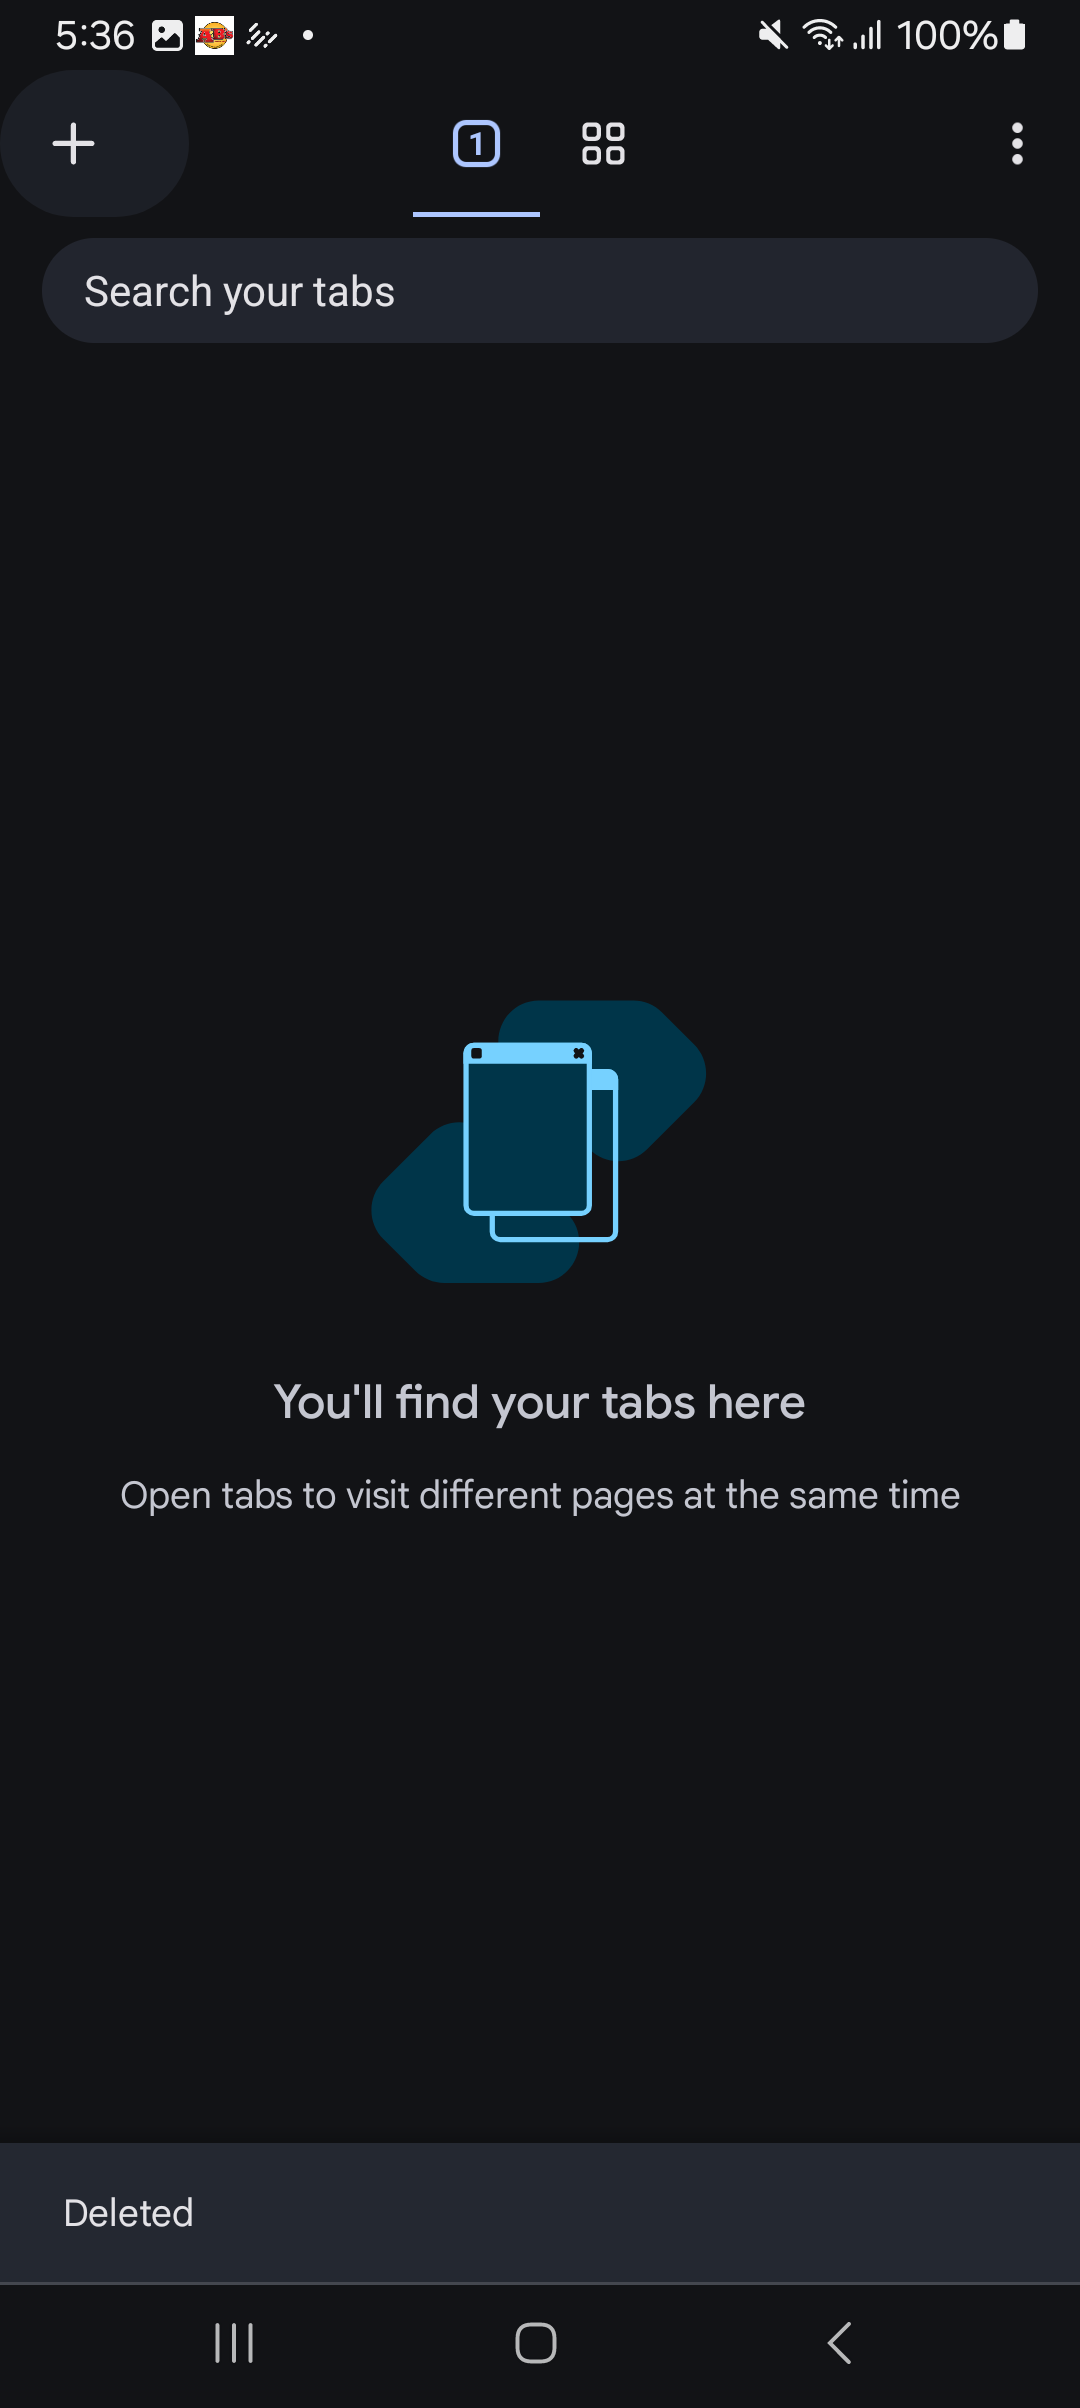 5:36 100%
1
Search your tabs
You'll find your tabs here
Open tabs to visit different pages at the same time
Deleted